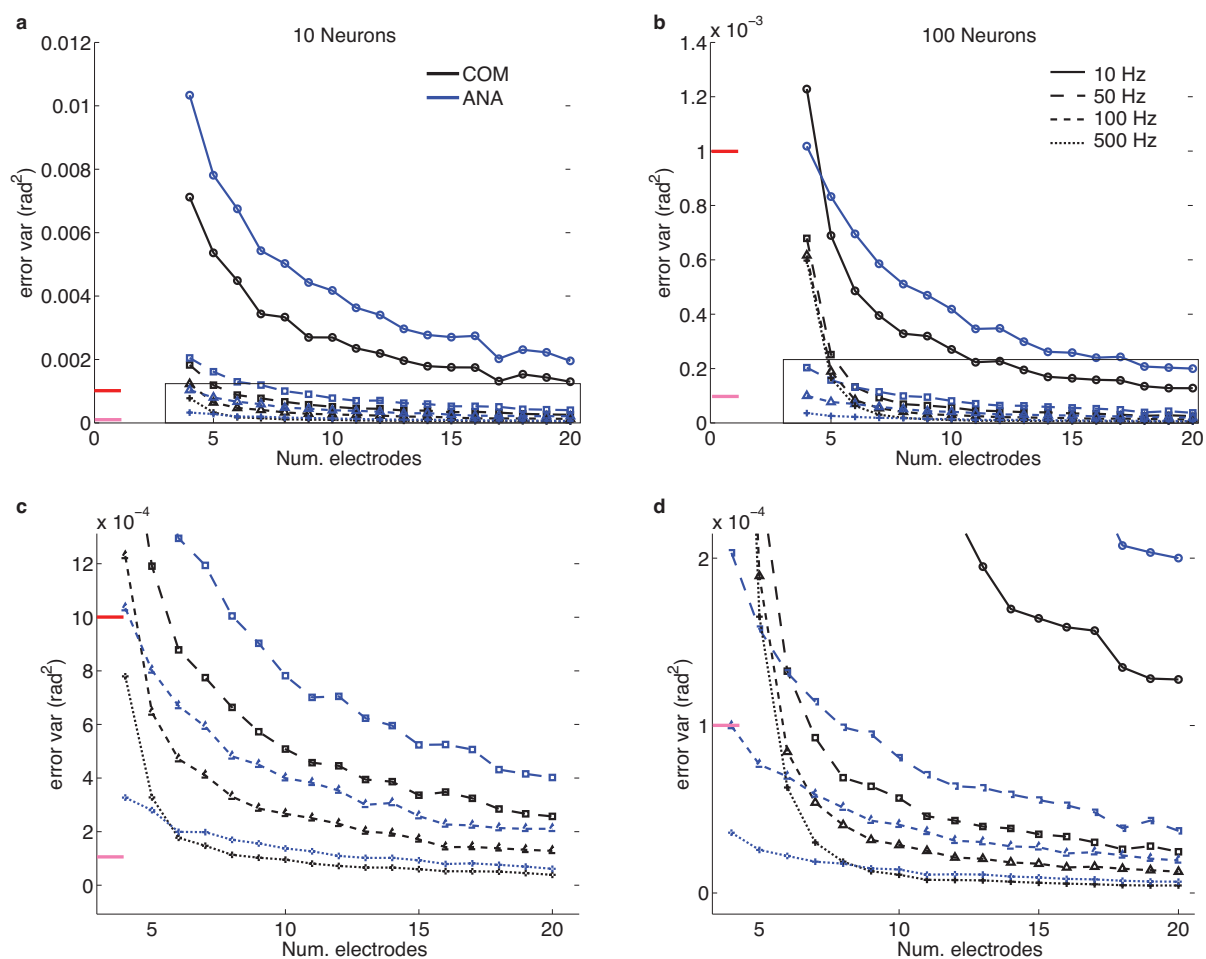 a
10 Neurons
0.012
0.01
0.008
0.006
0.004
0.002
0
error var (rad²)
COM
ANA
0 5 10 15 20
Num. electrodes
b
x 10⁻³
100 Neurons
1.4
1.2
1
0.8
0.6
0.4
0.2
0
error var (rad²)
10 Hz
50 Hz
100 Hz
500 Hz
0 5 10 15 20
Num. electrodes
c
x 10⁻⁴
12
10
8
6
4
2
0
error var (rad²)
5 10 15 20
Num. electrodes
d
x 10⁻⁴
2
1
0
error var (rad²)
5 10 15 20
Num. electrodes